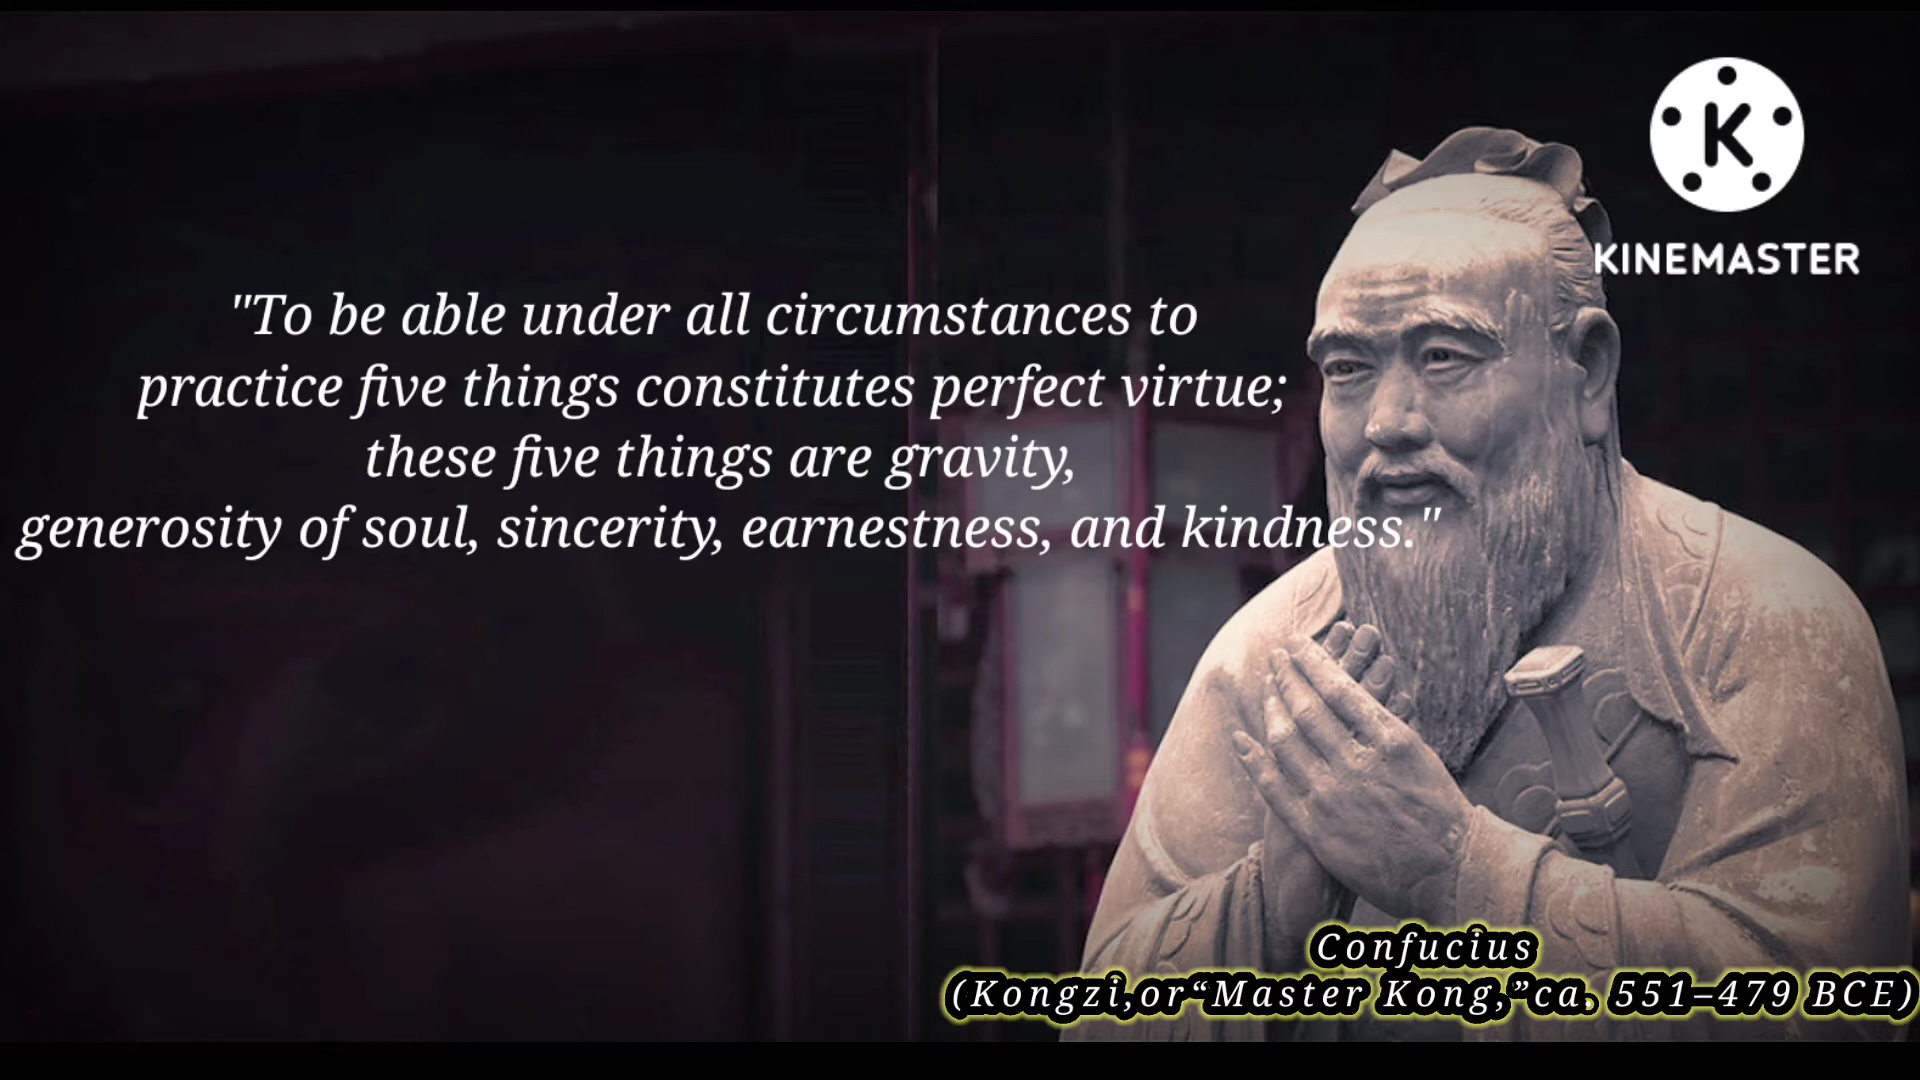 K
KINEMASTER
"To be able under all circumstances to
practice five things constitutes perfect virtue;
these five things are gravity,
generosity of soul, sincerity, earnestness, and kindness."
Confucius
(Kongzi,or“Master Kong,”ca. 551–479 BCE)